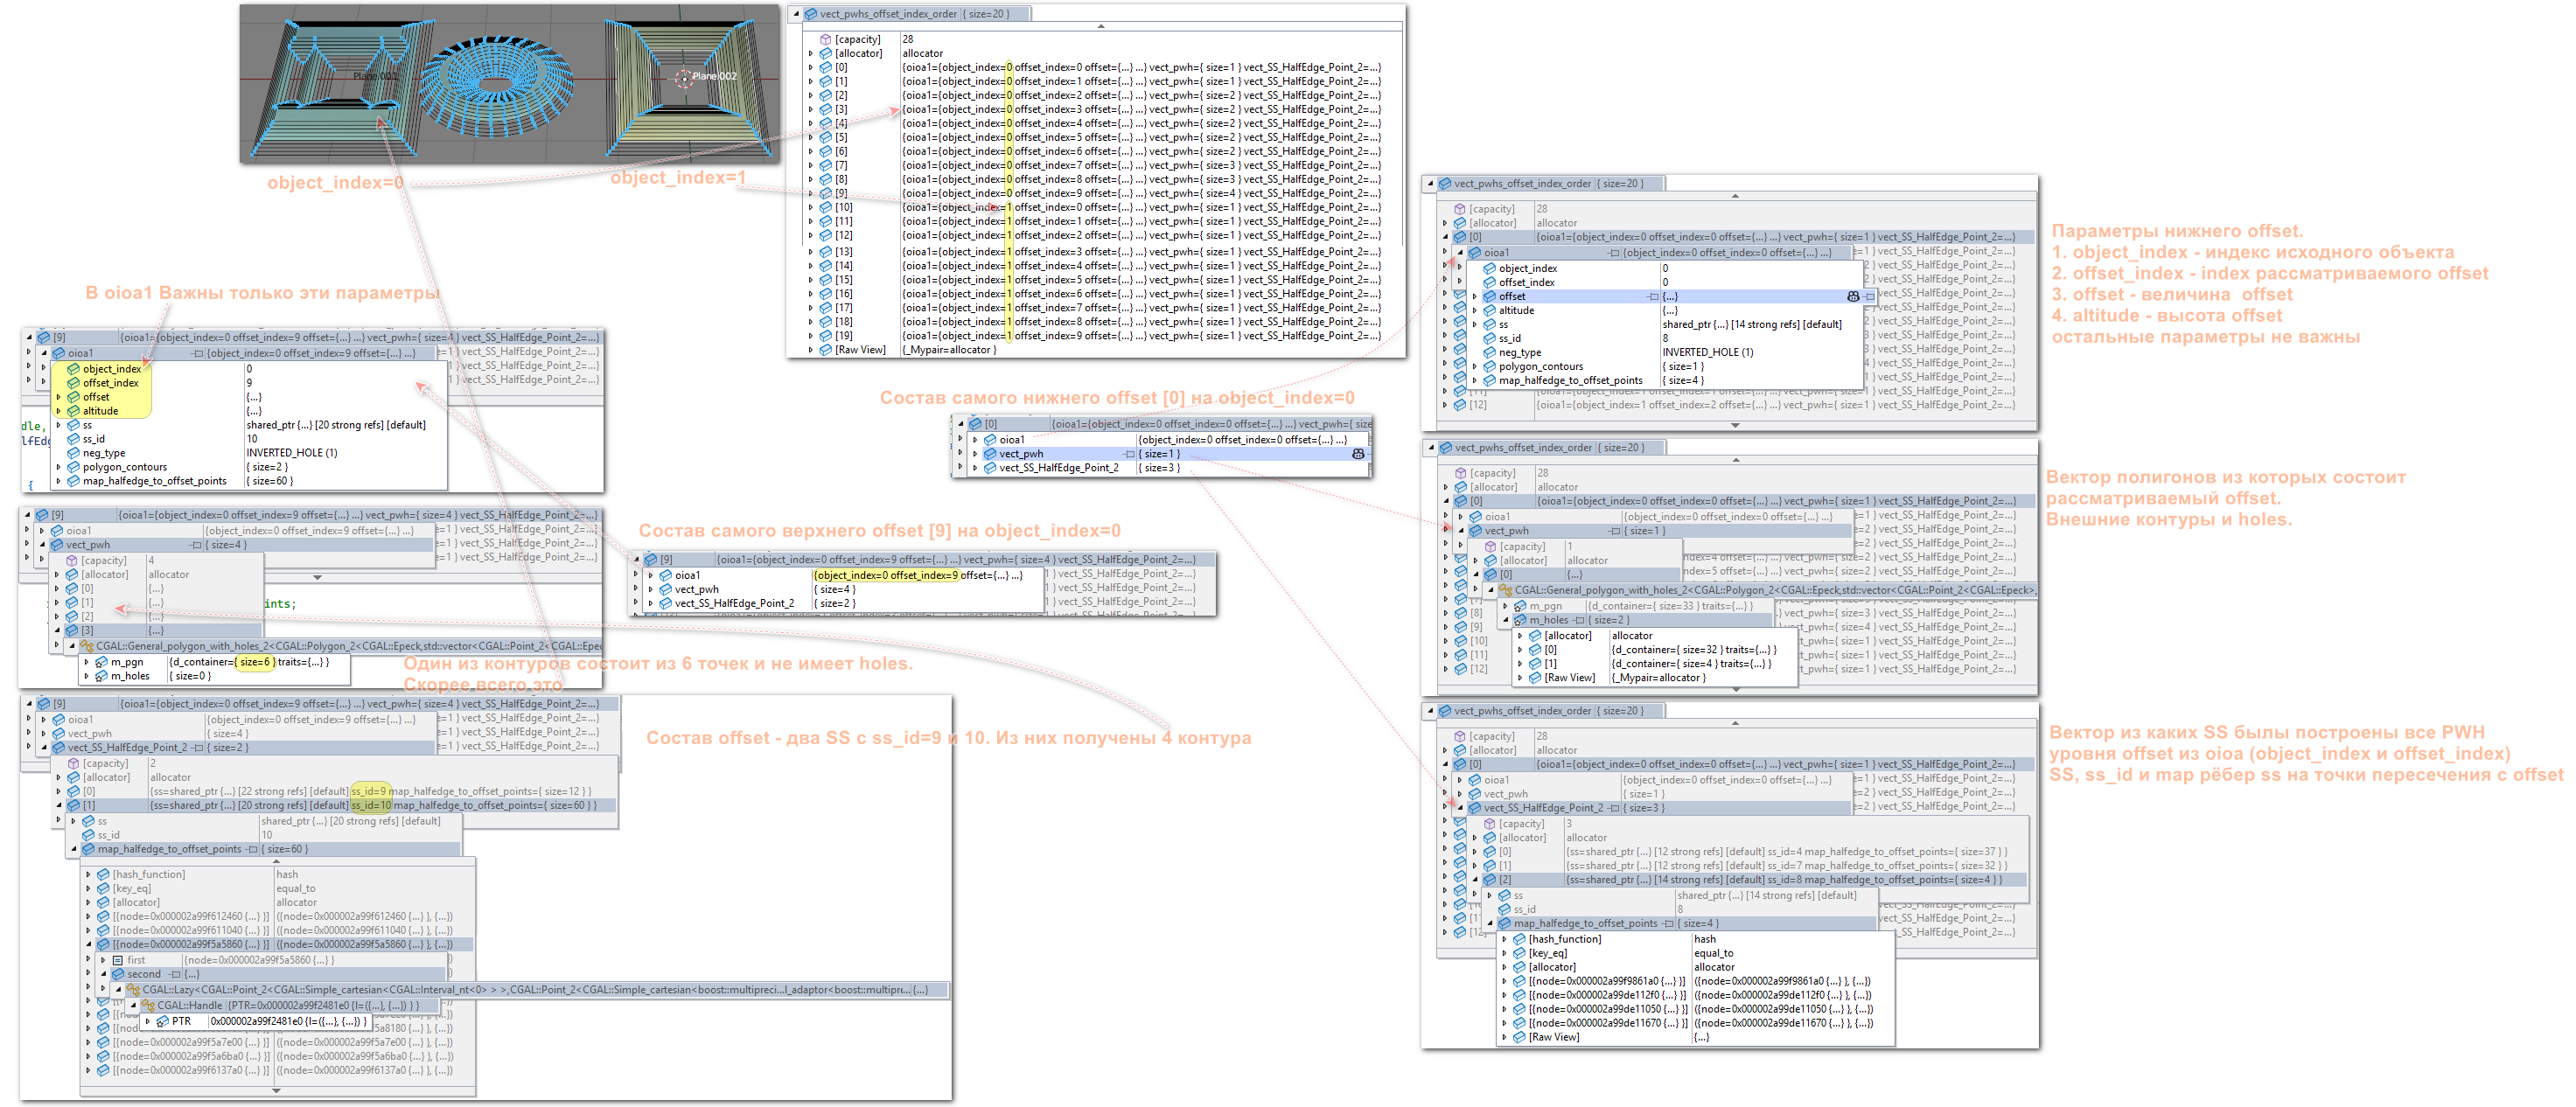 Plane.001
Plane.002
object_index=0
object_index=1
vect_pwhs_offset_index_order { size=20 }
[capacity] 28
[allocator] allocator
[0] {oioa1={object_index=0 offset_index=0 offset={...} ...} vect_pwh={ size=1 } vect_SS_HalfEdge_Point_2=...}
[1] {oioa1={object_index=0 offset_index=1 offset={...} ...} vect_pwh={ size=1 } vect_SS_HalfEdge_Point_2=...}
[2] {oioa1={object_index=0 offset_index=2 offset={...} ...} vect_pwh={ size=2 } vect_SS_HalfEdge_Point_2=...}
[3] {oioa1={object_index=0 offset_index=3 offset={...} ...} vect_pwh={ size=2 } vect_SS_HalfEdge_Point_2=...}
[4] {oioa1={object_index=0 offset_index=4 offset={...} ...} vect_pwh={ size=2 } vect_SS_HalfEdge_Point_2=...}
[5] {oioa1={object_index=0 offset_index=5 offset={...} ...} vect_pwh={ size=2 } vect_SS_HalfEdge_Point_2=...}
[6] {oioa1={object_index=0 offset_index=6 offset={...} ...} vect_pwh={ size=2 } vect_SS_HalfEdge_Point_2=...}
[7] {oioa1={object_index=0 offset_index=7 offset={...} ...} vect_pwh={ size=3 } vect_SS_HalfEdge_Point_2=...}
[8] {oioa1={object_index=0 offset_index=8 offset={...} ...} vect_pwh={ size=3 } vect_SS_HalfEdge_Point_2=...}
[9] {oioa1={object_index=0 offset_index=9 offset={...} ...} vect_pwh={ size=4 } vect_SS_HalfEdge_Point_2=...}
[10] {oioa1={object_index=1 offset_index=0 offset={...} ...} vect_pwh={ size=1 } vect_SS_HalfEdge_Point_2=...}
[11] {oioa1={object_index=1 offset_index=1 offset={...} ...} vect_pwh={ size=1 } vect_SS_HalfEdge_Point_2=...}
[12] {oioa1={object_index=1 offset_index=2 offset={...} ...} vect_pwh={ size=1 } vect_SS_HalfEdge_Point_2=...}
[13] {oioa1={object_index=1 offset_index=3 offset={...} ...} vect_pwh={ size=1 } vect_SS_HalfEdge_Point_2=...}
[14] {oioa1={object_index=1 offset_index=4 offset={...} ...} vect_pwh={ size=1 } vect_SS_HalfEdge_Point_2=...}
[15] {oioa1={object_index=1 offset_index=5 offset={...} ...} vect_pwh={ size=1 } vect_SS_HalfEdge_Point_2=...}
[16] {oioa1={object_index=1 offset_index=6 offset={...} ...} vect_pwh={ size=1 } vect_SS_HalfEdge_Point_2=...}
[17] {oioa1={object_index=1 offset_index=7 offset={...} ...} vect_pwh={ size=1 } vect_SS_HalfEdge_Point_2=...}
[18] {oioa1={object_index=1 offset_index=8 offset={...} ...} vect_pwh={ size=1 } vect_SS_HalfEdge_Point_2=...}
[19] {oioa1={object_index=1 offset_index=9 offset={...} ...} vect_pwh={ size=1 } vect_SS_HalfEdge_Point_2=...}
[Raw View] {_Mypair=allocator }
В oioa1 Важны только эти параметры
[9] {oioa1={object_index=0 offset_index=9 offset={...} ...} vect_pwh={ size=4 } vect_SS_HalfEdge_Point_2=...}
oioa1 {object_index=0 offset_index=9 offset={...} ...}
object_index 0
offset_index 9
offset {...}
altitude {...}
ss shared_ptr {...} [20 strong refs] [default]
ss_id 10
neg_type INVERTED_HOLE (1)
polygon_contours { size=2 }
map_halfedge_to_offset_points { size=60 }
[9] {oioa1={object_index=0 offset_index=9 offset={...} ...} vect_pwh={ size=4 } vect_SS_HalfEdge_Point_2=...}
oioa1 {object_index=0 offset_index=9 offset={...} ...}
vect_pwh { size=4 }
[capacity] 4
[allocator] allocator
[0] {...}
[1] {...}
[2] {...}
[3] {...}
CGAL::General_polygon_with_holes_2<CGAL::Polygon_2<CGAL::Epeck,std::vector<CGAL::Point_2<CGAL::Epec
m_pgn {d_container={ size=6 } traits={...} }
m_holes { size=0 }
Один из контуров состоит из 6 точек и не имеет holes.
Скорее всего это
[9] {oioa1={object_index=0 offset_index=9 offset={...} ...} vect_pwh={ size=4 } vect_SS_HalfEdge_Point_2=...}
oioa1 {object_index=0 offset_index=9 offset={...} ...}
vect_pwh { size=4 }
vect_SS_HalfEdge_Point_2 { size=2 }
[capacity] 2
[allocator] allocator
[0] {ss=shared_ptr {...} [22 strong refs] [default] ss_id=9 map_halfedge_to_offset_points={ size=12 } }
[1] {ss=shared_ptr {...} [20 strong refs] [default] ss_id=10 map_halfedge_to_offset_points={ size=60 } }
ss shared_ptr {...} [20 strong refs] [default]
ss_id 10
map_halfedge_to_offset_points { size=60 }
[hash_function] hash
[key_eq] equal_to
[allocator] allocator
[{node=0x000002a99f612460 {...} }] ({node=0x000002a99f612460 {...} }, {...})
[{node=0x000002a99f611040 {...} }] ({node=0x000002a99f611040 {...} }, {...})
[{node=0x000002a99f5a5860 {...} }] ({node=0x000002a99f5a5860 {...} }, {...})
first {node=0x000002a99f5a5860 {...} }
second {...}
CGAL::Lazy<CGAL::Point_2<CGAL::Simple_cartesian<CGAL::Interval_nt<0> > >,CGAL::Point_2<CGAL::Simple_cartesian<boost::multipreci...l_adaptor<boost::multipre... {...}
CGAL::Handle {PTR=0x000002a99f2481e0 {l=({...}, {...}) } }
PTR 0x000002a99f2481e0 {l=({...}, {...}) }
[{node=0x000002a99f5a7e00 {...} }] ({node=0x000002a99f5a7e00 {...} }, {...})
[{node=0x000002a99f5a6ba0 {...} }] ({node=0x000002a99f5a6ba0 {...} }, {...})
[{node=0x000002a99f6137a0 {...} }] ({node=0x000002a99f6137a0 {...} }, {...})
Состав offset - два SS с ss_id=9 и 10. Из них получены 4 контура
Состав самого верхнего offset [9] на object_index=0
[9] {oioa1={object_index=0 offset_index=9 offset={...} ...} vect_pwh={ size=4 } vect_SS_HalfEdge_Point_2=...}
oioa1 {object_index=0 offset_index=9 offset={...} ...}
vect_pwh { size=4 }
vect_SS_HalfEdge_Point_2 { size=2 }
Состав самого нижнего offset [0] на object_index=0
[0] {oioa1={object_index=0 offset_index=0 offset={...} ...} vect_pwh={ size
oioa1 {object_index=0 offset_index=0 offset={...} ...}
vect_pwh { size=1 }
vect_SS_HalfEdge_Point_2 { size=3 }
vect_pwhs_offset_index_order { size=20 }
[capacity] 28
[allocator] allocator
[0] {oioa1={object_index=0 offset_index=0 offset={...} ...} vect_pwh={ size=1 } vect_SS_HalfEdge_Point_2=...}
oioa1 {object_index=0 offset_index=0 offset={...} ...}
object_index 0
offset_index 0
offset {...}
altitude {...}
ss shared_ptr {...} [14 strong refs] [default]
ss_id 8
neg_type INVERTED_HOLE (1)
polygon_contours { size=1 }
map_halfedge_to_offset_points { size=4 }
[12] {oioa1={object_index=1 offset_index=2 offset={...} ...} vect_pwh={ size=1 } vect_SS_HalfEdge_Point_2=...}
Параметры нижнего offset.
1. object_index - индекс исходного объекта
2. offset_index - index рассматриваемого offset
3. offset - величина offset
4. altitude - высота offset
остальные параметры не важны
vect_pwhs_offset_index_order { size=20 }
[capacity] 28
[allocator] allocator
[0] {oioa1={object_index=0 offset_index=0 offset={...} ...} vect_pwh={ size=1 } vect_SS_HalfEdge_Point_2=...}
oioa1 {object_index=0 offset_index=0 offset={...} ...}
vect_pwh { size=1 }
[capacity] 1
[allocator] allocator
[0] {...}
CGAL::General_polygon_with_holes_2<CGAL::Polygon_2<CGAL::Epeck,std::vector<CGAL::Point_2<CGAL::Epeck>,
m_pgn {d_container={ size=33 } traits={...} }
m_holes { size=2 }
[allocator] allocator
[0] {d_container={ size=32 } traits={...} }
[1] {d_container={ size=4 } traits={...} }
[Raw View] {_Mypair=allocator }
Вектор полигонов из которых состоит
рассматриваемый offset.
Внешние контуры и holes.
vect_pwhs_offset_index_order { size=20 }
[capacity] 28
[allocator] allocator
[0] {oioa1={object_index=0 offset_index=0 offset={...} ...} vect_pwh={ size=1 } vect_SS_HalfEdge_Point_2=...}
oioa1 {object_index=0 offset_index=0 offset={...} ...}
vect_pwh { size=1 }
vect_SS_HalfEdge_Point_2 { size=3 }
[capacity] 3
[allocator] allocator
[0] {ss=shared_ptr {...} [12 strong refs] [default] ss_id=4 map_halfedge_to_offset_points={ size=37 } }
[1] {ss=shared_ptr {...} [12 strong refs] [default] ss_id=7 map_halfedge_to_offset_points={ size=32 } }
[2] {ss=shared_ptr {...} [14 strong refs] [default] ss_id=8 map_halfedge_to_offset_points={ size=4 } }
ss shared_ptr {...} [14 strong refs] [default]
ss_id 8
map_halfedge_to_offset_points { size=4 }
[hash_function] hash
[key_eq] equal_to
[allocator] allocator
[{node=0x000002a99f9861a0 {...} }] ({node=0x000002a99f9861a0 {...} }, {...})
[{node=0x000002a99de112f0 {...} }] ({node=0x000002a99de112f0 {...} }, {...})
[{node=0x000002a99de11050 {...} }] ({node=0x000002a99de11050 {...} }, {...})
[{node=0x000002a99de11670 {...} }] ({node=0x000002a99de11670 {...} }, {...})
[Raw View] {...}
Вектор из каких SS былы построены все PWH
уровня offset из oioa (object_index и offset_index)
SS, ss_id и map рёбер ss на точки пересечения с offset